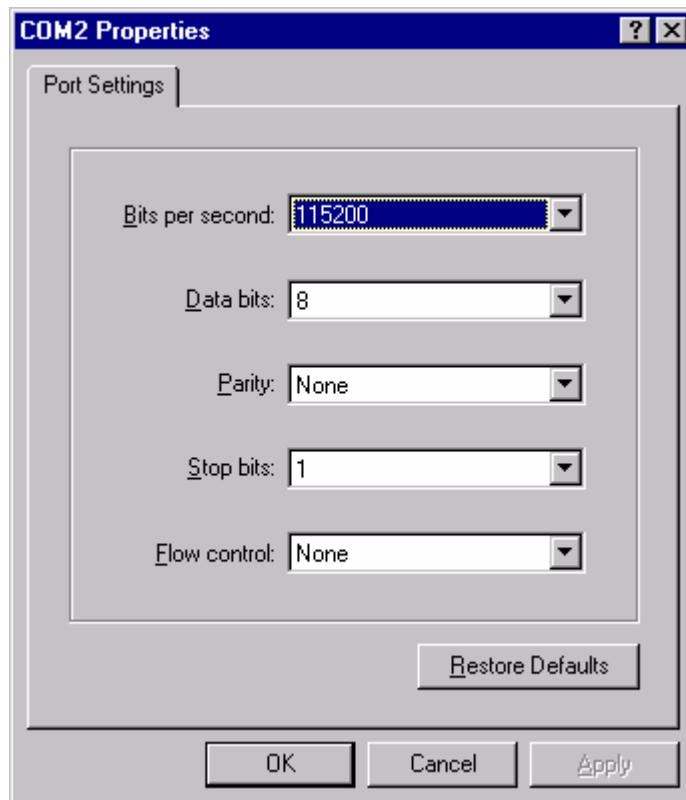 COM2 Properties
Port Settings
Bits per second: 115200
Data bits: 8
Parity: None
Stop bits: 1
Flow control: None
Restore Defaults
OK Cancel Apply